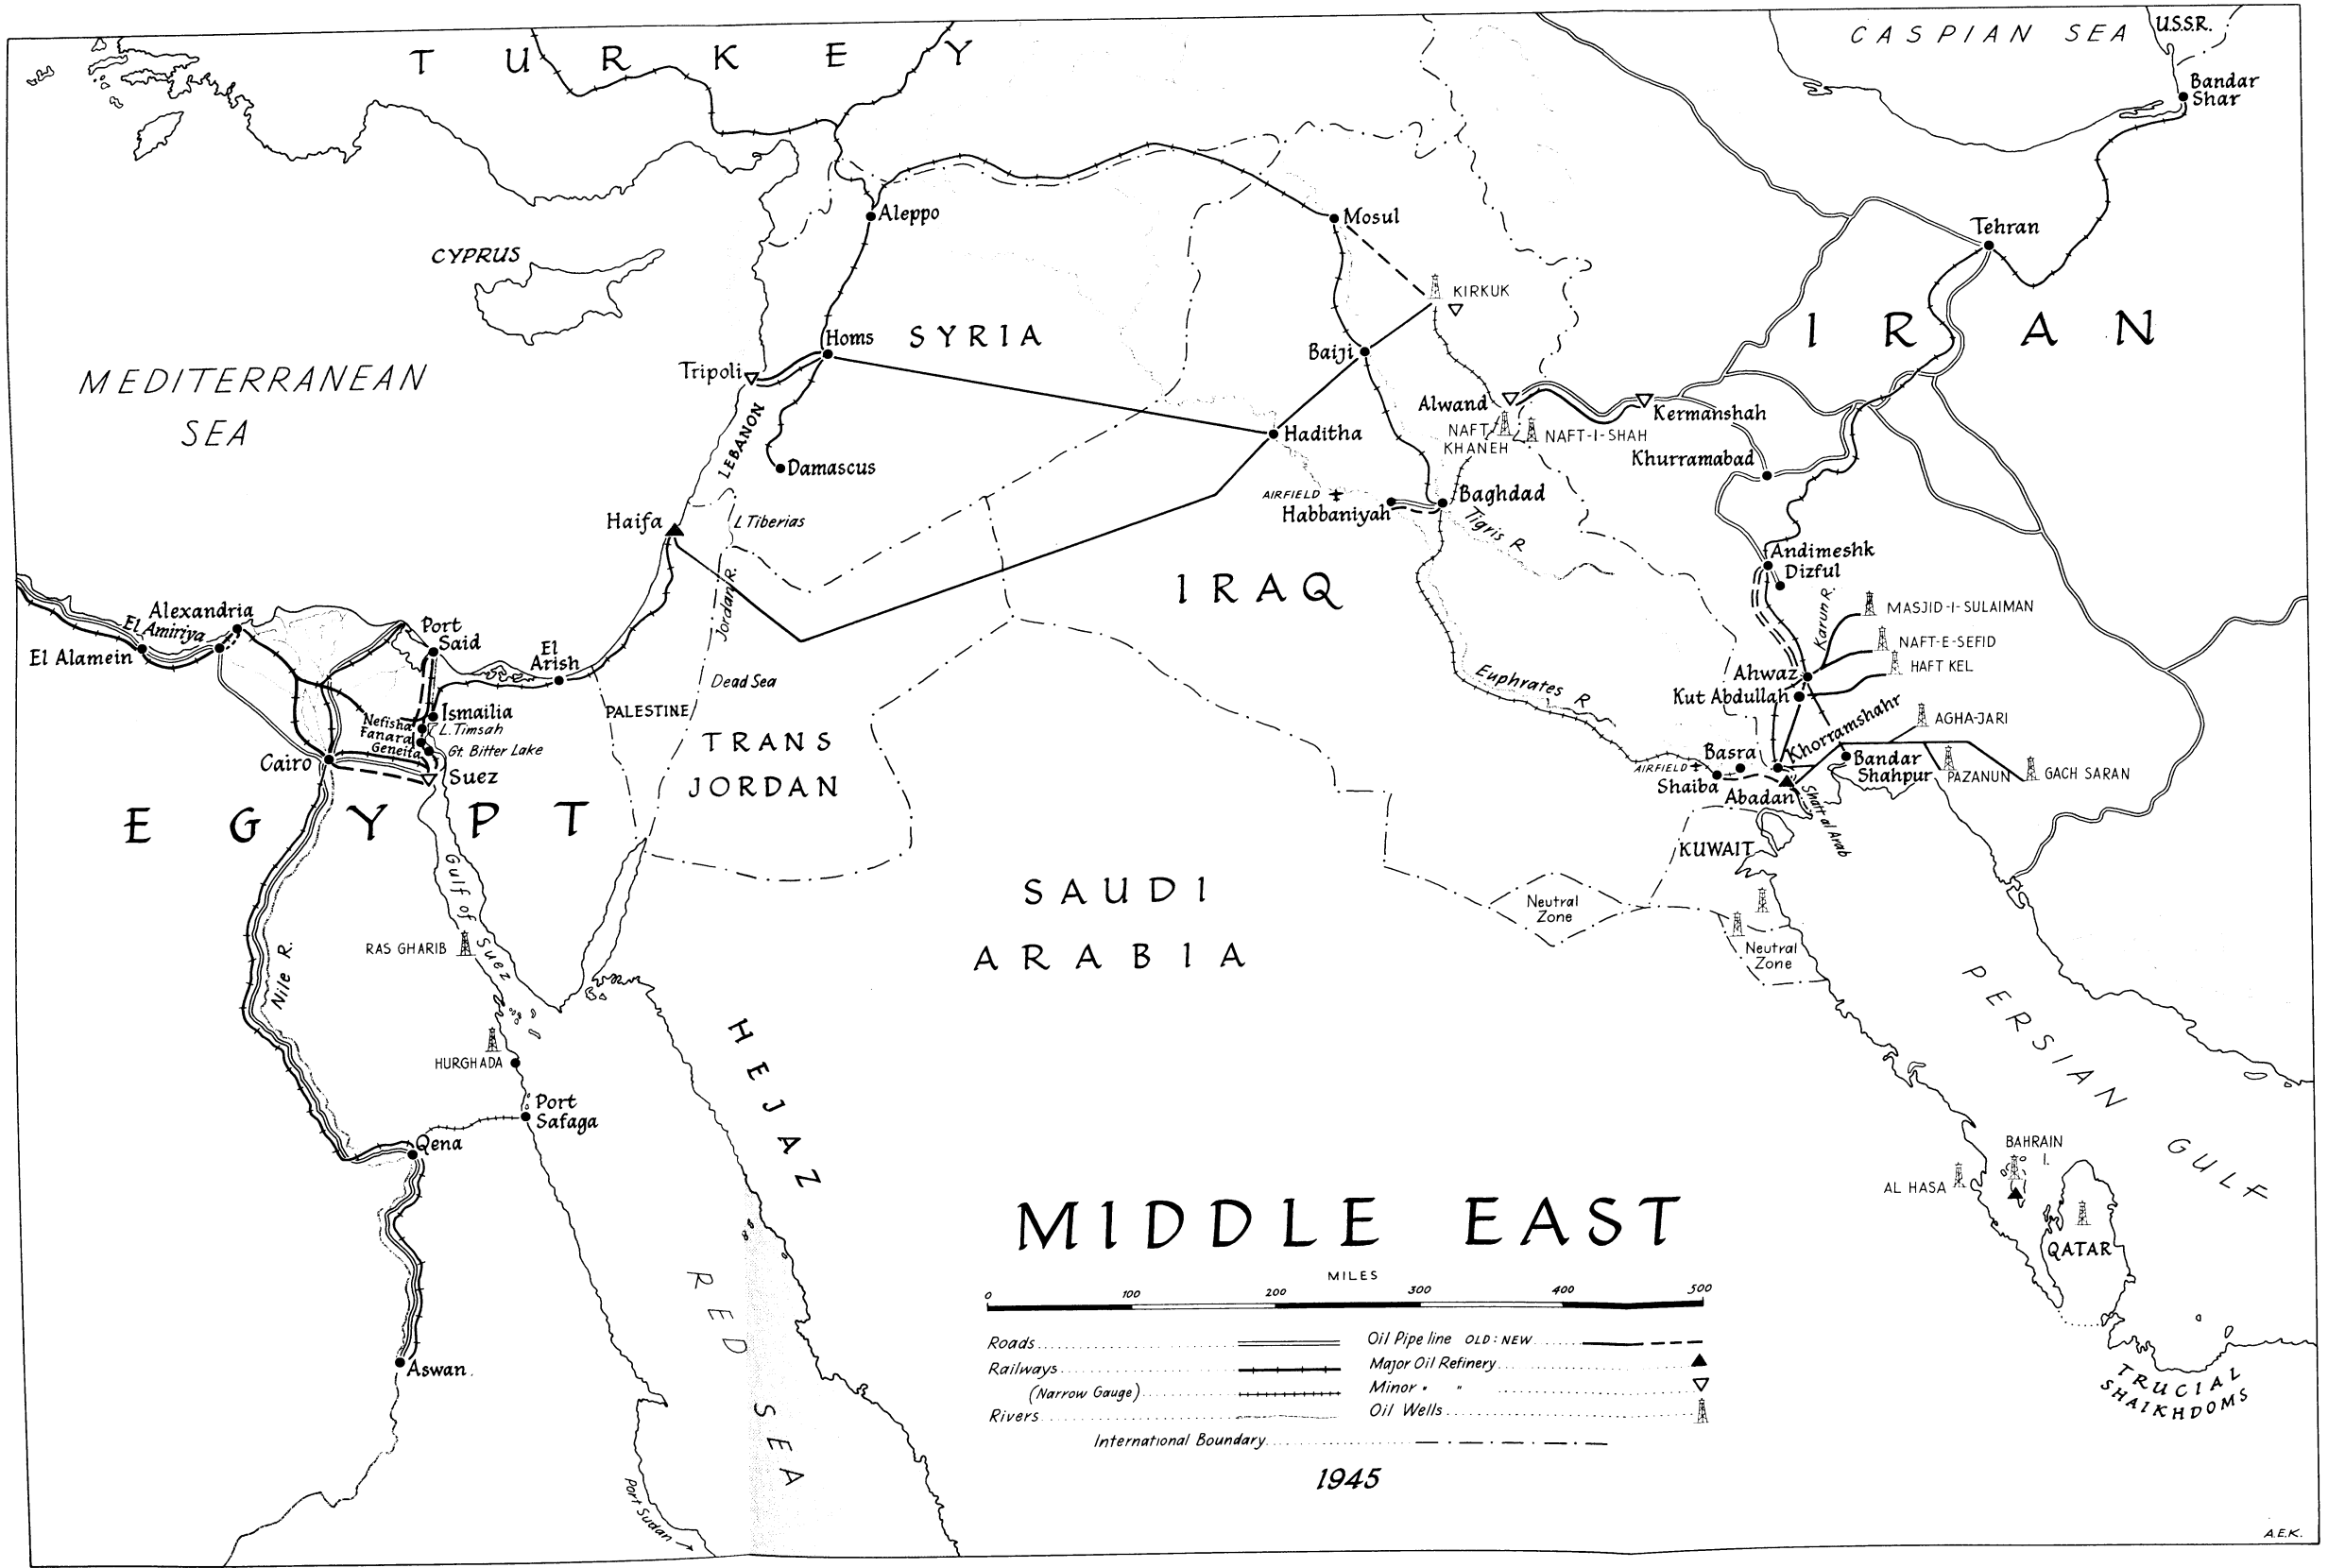 TURKEY
CASPIAN SEA
U.S.S.R.
Bandar
Shar
Aleppo
Mosul
Tehran
CYPRUS
KIRKUK
IRAN
Homs
SYRIA
Baiji
Tripoli
MEDITERRANEAN
SEA
LEBANON
Alwand
Kermanshah
Haditha
NAFT
KHANEH
NAFT-I-SHAH
Khurramabad
Damascus
AIRFIELD
Habbaniyah
Baghdad
Tigris R
Haifa
L Tiberias
Jordan R.
IRAQ
Andimeshk
Dizful
Karun R.
MASJID-I-SULAIMAN
NAFT-E-SEFID
HAFT KEL
Alexandria
El Amiriya
El Alamein
Port
Said
El
Arish
Dead Sea
PALESTINE
Euphrates R
Ahwaz
Kut Abdullah
Khorramshahr
AGHA-JARI
Ismailia
Nefisha
L. Timsah
Fanara
Geneifa
Gt. Bitter Lake
Cairo
Suez
TRANS
JORDAN
Basra
AIRFIELD
Shaiba
Abadan
Shatt al Arab
Bandar
Shahpur
PAZANUN
GACH SARAN
EGYPT
KUWAIT
Gulf of Suez
SAUDI
ARABIA
Neutral
Zone
Neutral
Zone
RAS GHARIB
Nile R.
PERSIAN GULF
HEJAZ
HURGHADA
Port
Safaga
Qena
BAHRAIN
I.
AL HASA
QATAR
MIDDLE EAST
RED SEA
MILES
0 100 200 300 400 500
Roads
Railways
(Narrow Gauge)
Rivers
Oil Pipe line OLD : NEW
Major Oil Refinery
Minor " "
Oil Wells
International Boundary
Aswan.
TRUCIAL
SHAIKHDOMS
1945
Port Sudan
A.E.K.